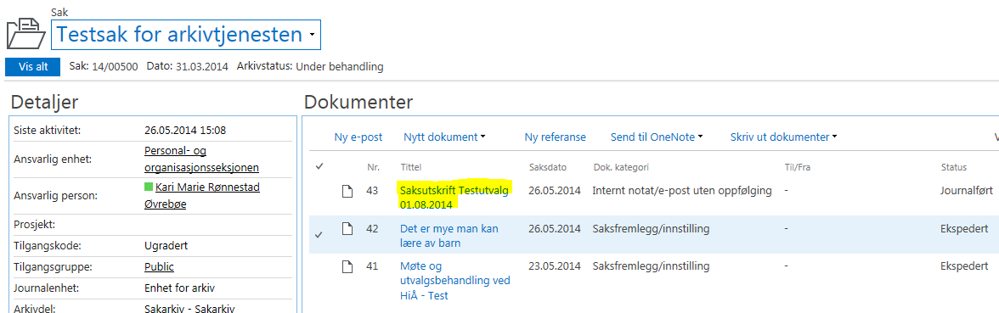 Sak
Testsak for arkivtjenesten
Vis alt Sak: 14/00500 Dato: 31.03.2014 Arkivstatus: Under behandling
Detaljer
Siste aktivitet: 26.05.2014 15:08
Ansvarlig enhet: Personal- og
organisasjonsseksjonen
Ansvarlig person: Kari Marie Rønnestad
Øvrebøe
Prosjekt:
Tilgangskode: Ugradert
Tilgangsgruppe: Public
Journalenhet: Enhet for arkiv
Arkivdel: Sakarkiv - Sakarkiv
Dokumenter
Ny e-post Nytt dokument Ny referanse Send til OneNote Skriv ut dokumenter V
Nr. Tittel Saksdato Dok. kategori Til/Fra Status
43 Saksutskrift Testutvalg 26.05.2014 Internt notat/e-post uten oppfølging - Journalført
01.08.2014
42 Det er mye man kan 26.05.2014 Saksfremlegg/innstilling - Ekspedert
lære av barn
41 Møte og 23.05.2014 Saksfremlegg/innstilling - Ekspedert
utvalgsbehandling ved
HiÅ - Test